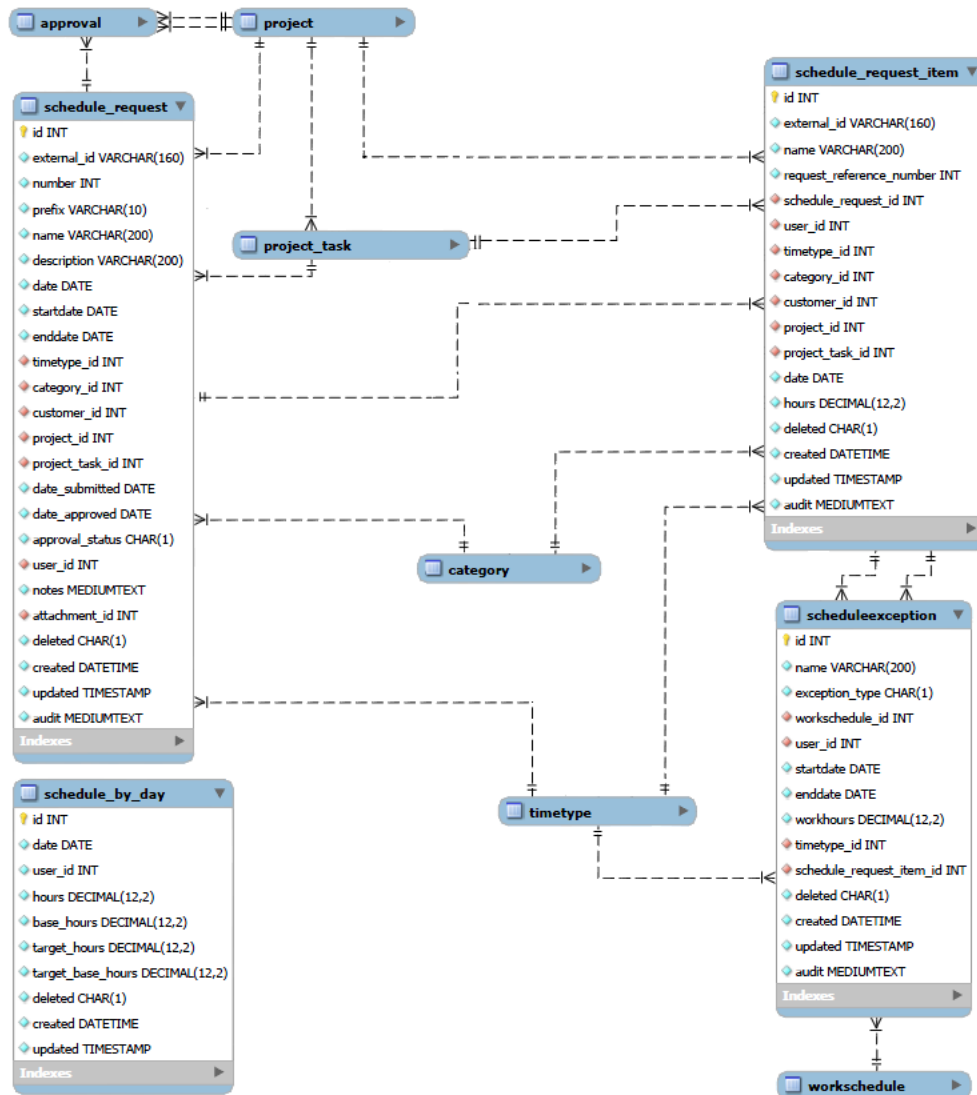 approval
project
schedule_request
id INT
external_id VARCHAR(160)
number INT
prefix VARCHAR(10)
name VARCHAR(200)
description VARCHAR(200)
date DATE
startdate DATE
enddate DATE
timetype_id INT
category_id INT
customer_id INT
project_id INT
project_task_id INT
date_submitted DATE
date_approved DATE
approval_status CHAR(1)
user_id INT
notes MEDIUMTEXT
attachment_id INT
deleted CHAR(1)
created DATETIME
updated TIMESTAMP
audit MEDIUMTEXT
Indexes
project_task
category
timetype
schedule_request_item
id INT
external_id VARCHAR(160)
name VARCHAR(200)
request_reference_number INT
schedule_request_id INT
user_id INT
timetype_id INT
category_id INT
customer_id INT
project_id INT
project_task_id INT
date DATE
hours DECIMAL(12,2)
deleted CHAR(1)
created DATETIME
updated TIMESTAMP
audit MEDIUMTEXT
Indexes
scheduleexception
id INT
name VARCHAR(200)
exception_type CHAR(1)
workschedule_id INT
user_id INT
startdate DATE
enddate DATE
workhours DECIMAL(12,2)
timetype_id INT
schedule_request_item_id INT
deleted CHAR(1)
created DATETIME
updated TIMESTAMP
audit MEDIUMTEXT
Indexes
schedule_by_day
id INT
date DATE
user_id INT
hours DECIMAL(12,2)
base_hours DECIMAL(12,2)
target_hours DECIMAL(12,2)
target_base_hours DECIMAL(12,2)
deleted CHAR(1)
created DATETIME
updated TIMESTAMP
Indexes
workschedule